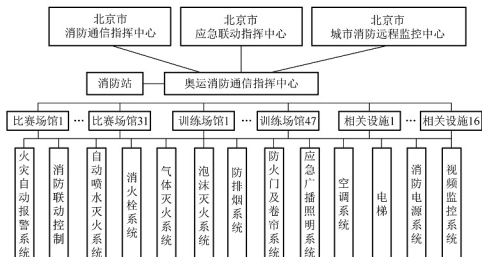 北京市
消防通信指挥中心
北京市
应急联动指挥中心
北京市
城市消防远程监控中心
消防站
奥运消防通信指挥中心
比赛场馆1
…
比赛场馆31
训练场馆1
…
训练场馆47
相关设施1
…
相关设施16
火灾自动报警系统
消防联动控制
自动喷水灭火系统
消火栓系统
气体灭火系统
泡沫灭火系统
防排烟系统
防火门及卷帘系统
应急广播照明系统
空调系统
电梯
消防电源系统
视频监控系统